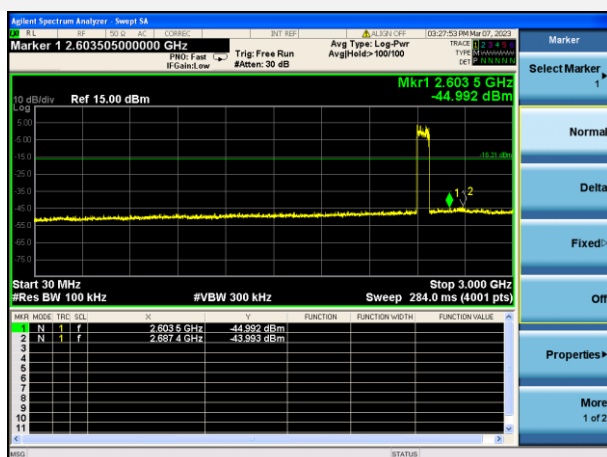 Agilent Spectrum Analyzer - Swept SA
RL RF 50 Ω AC CORREC INT REF ALIGN OFF 03:27:53 PM Mar 07, 2023
Marker 1 2.603505000000 GHz
Avg Type: Log-Pwr
TRACE 1 2 3 4 5 6
PNO: Fast Trig: Free Run Avg|Hold:>100/100
TYPE M
IFGain:Low #Atten: 30 dB
DET P N N N N N
Marker
Select Marker
1
Normal
Delta
Fixed
Off
Properties
More
1 of 2
Mkr1 2.603 5 GHz
-44.992 dBm
10 dB/div Ref 15.00 dBm
Log
5.00
-5.00
-15.0
-25.0
-35.0
-45.0
-55.0
-65.0
-75.0
1 2
Start 30 MHz Stop 3.000 GHz
#Res BW 100 kHz #VBW 300 kHz Sweep 284.0 ms (4001 pts)
MKR MODE TRC SCL X Y FUNCTION FUNCTION WIDTH FUNCTION VALUE
1 N 1 f 2.603 5 GHz -44.992 dBm
2 N 1 f 2.687 4 GHz -43.993 dBm
3
4
5
6
7
8
9
10
11
MSG STATUS